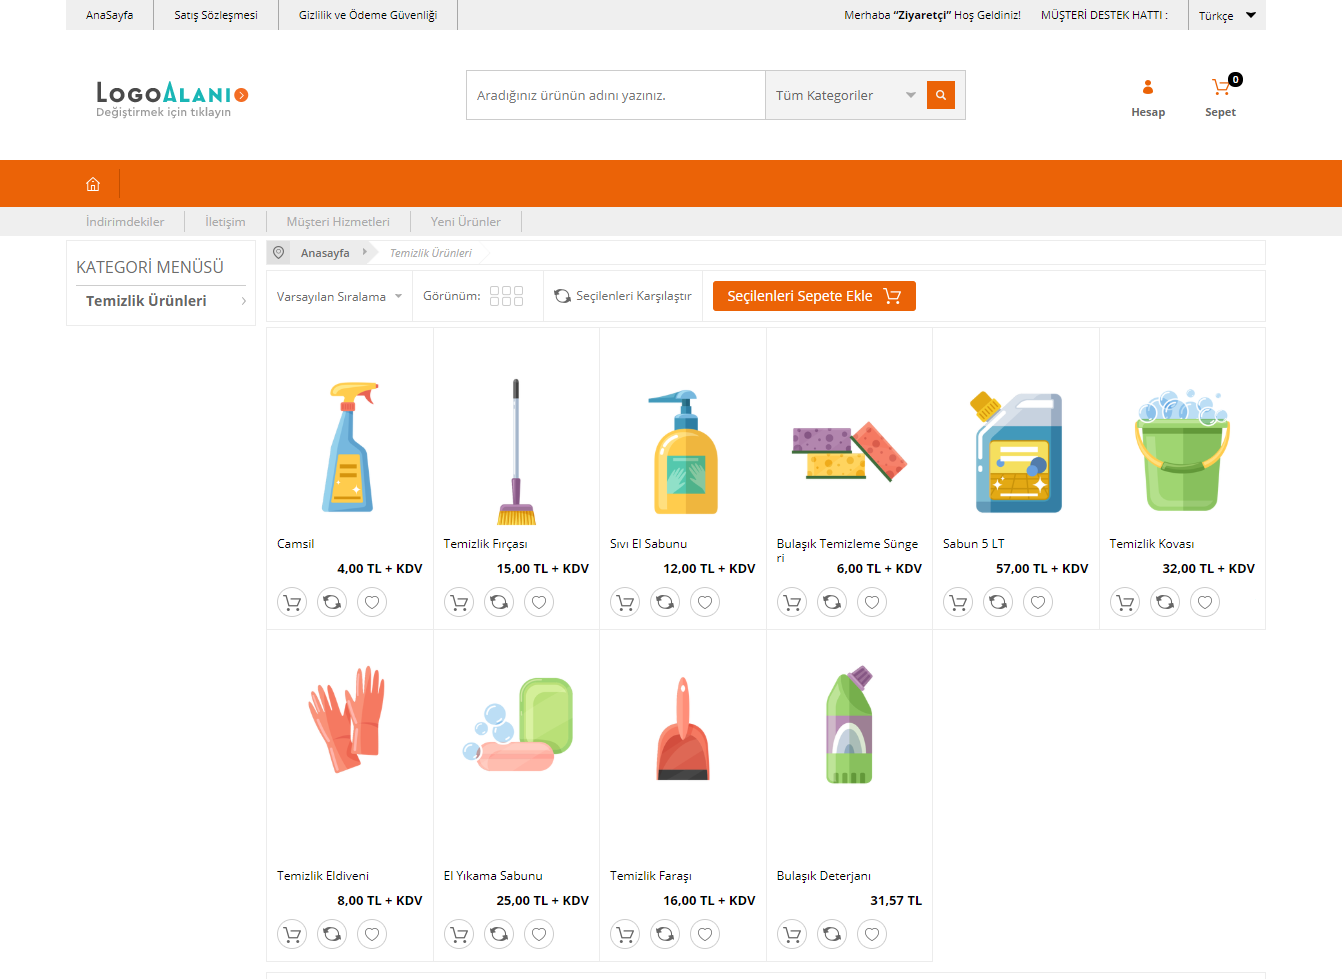 AnaSayfa
Satış Sözleşmesi
Gizlilik ve Ödeme Güvenliği
Merhaba “Ziyaretçi” Hoş Geldiniz!
MÜŞTERİ DESTEK HATTI :
Türkçe
LOGOALANI
Değiştirmek için tıklayın
Aradığınız ürünün adını yazınız.
Tüm Kategoriler
Hesap
0
Sepet
İndirimdekiler
İletişim
Müşteri Hizmetleri
Yeni Ürünler
KATEGORİ MENÜSÜ
Temizlik Ürünleri
Anasayfa
Temizlik Ürünleri
Varsayılan Sıralama
Görünüm:
Seçilenleri Karşılaştır
Seçilenleri Sepete Ekle
Camsil
4,00 TL + KDV
Temizlik Fırçası
15,00 TL + KDV
Sıvı El Sabunu
12,00 TL + KDV
Bulaşık Temizleme Sünge
ri
6,00 TL + KDV
Sabun 5 LT
57,00 TL + KDV
Temizlik Kovası
32,00 TL + KDV
Temizlik Eldiveni
8,00 TL + KDV
El Yıkama Sabunu
25,00 TL + KDV
Temizlik Faraşı
16,00 TL + KDV
Bulaşık Deterjanı
31,57 TL